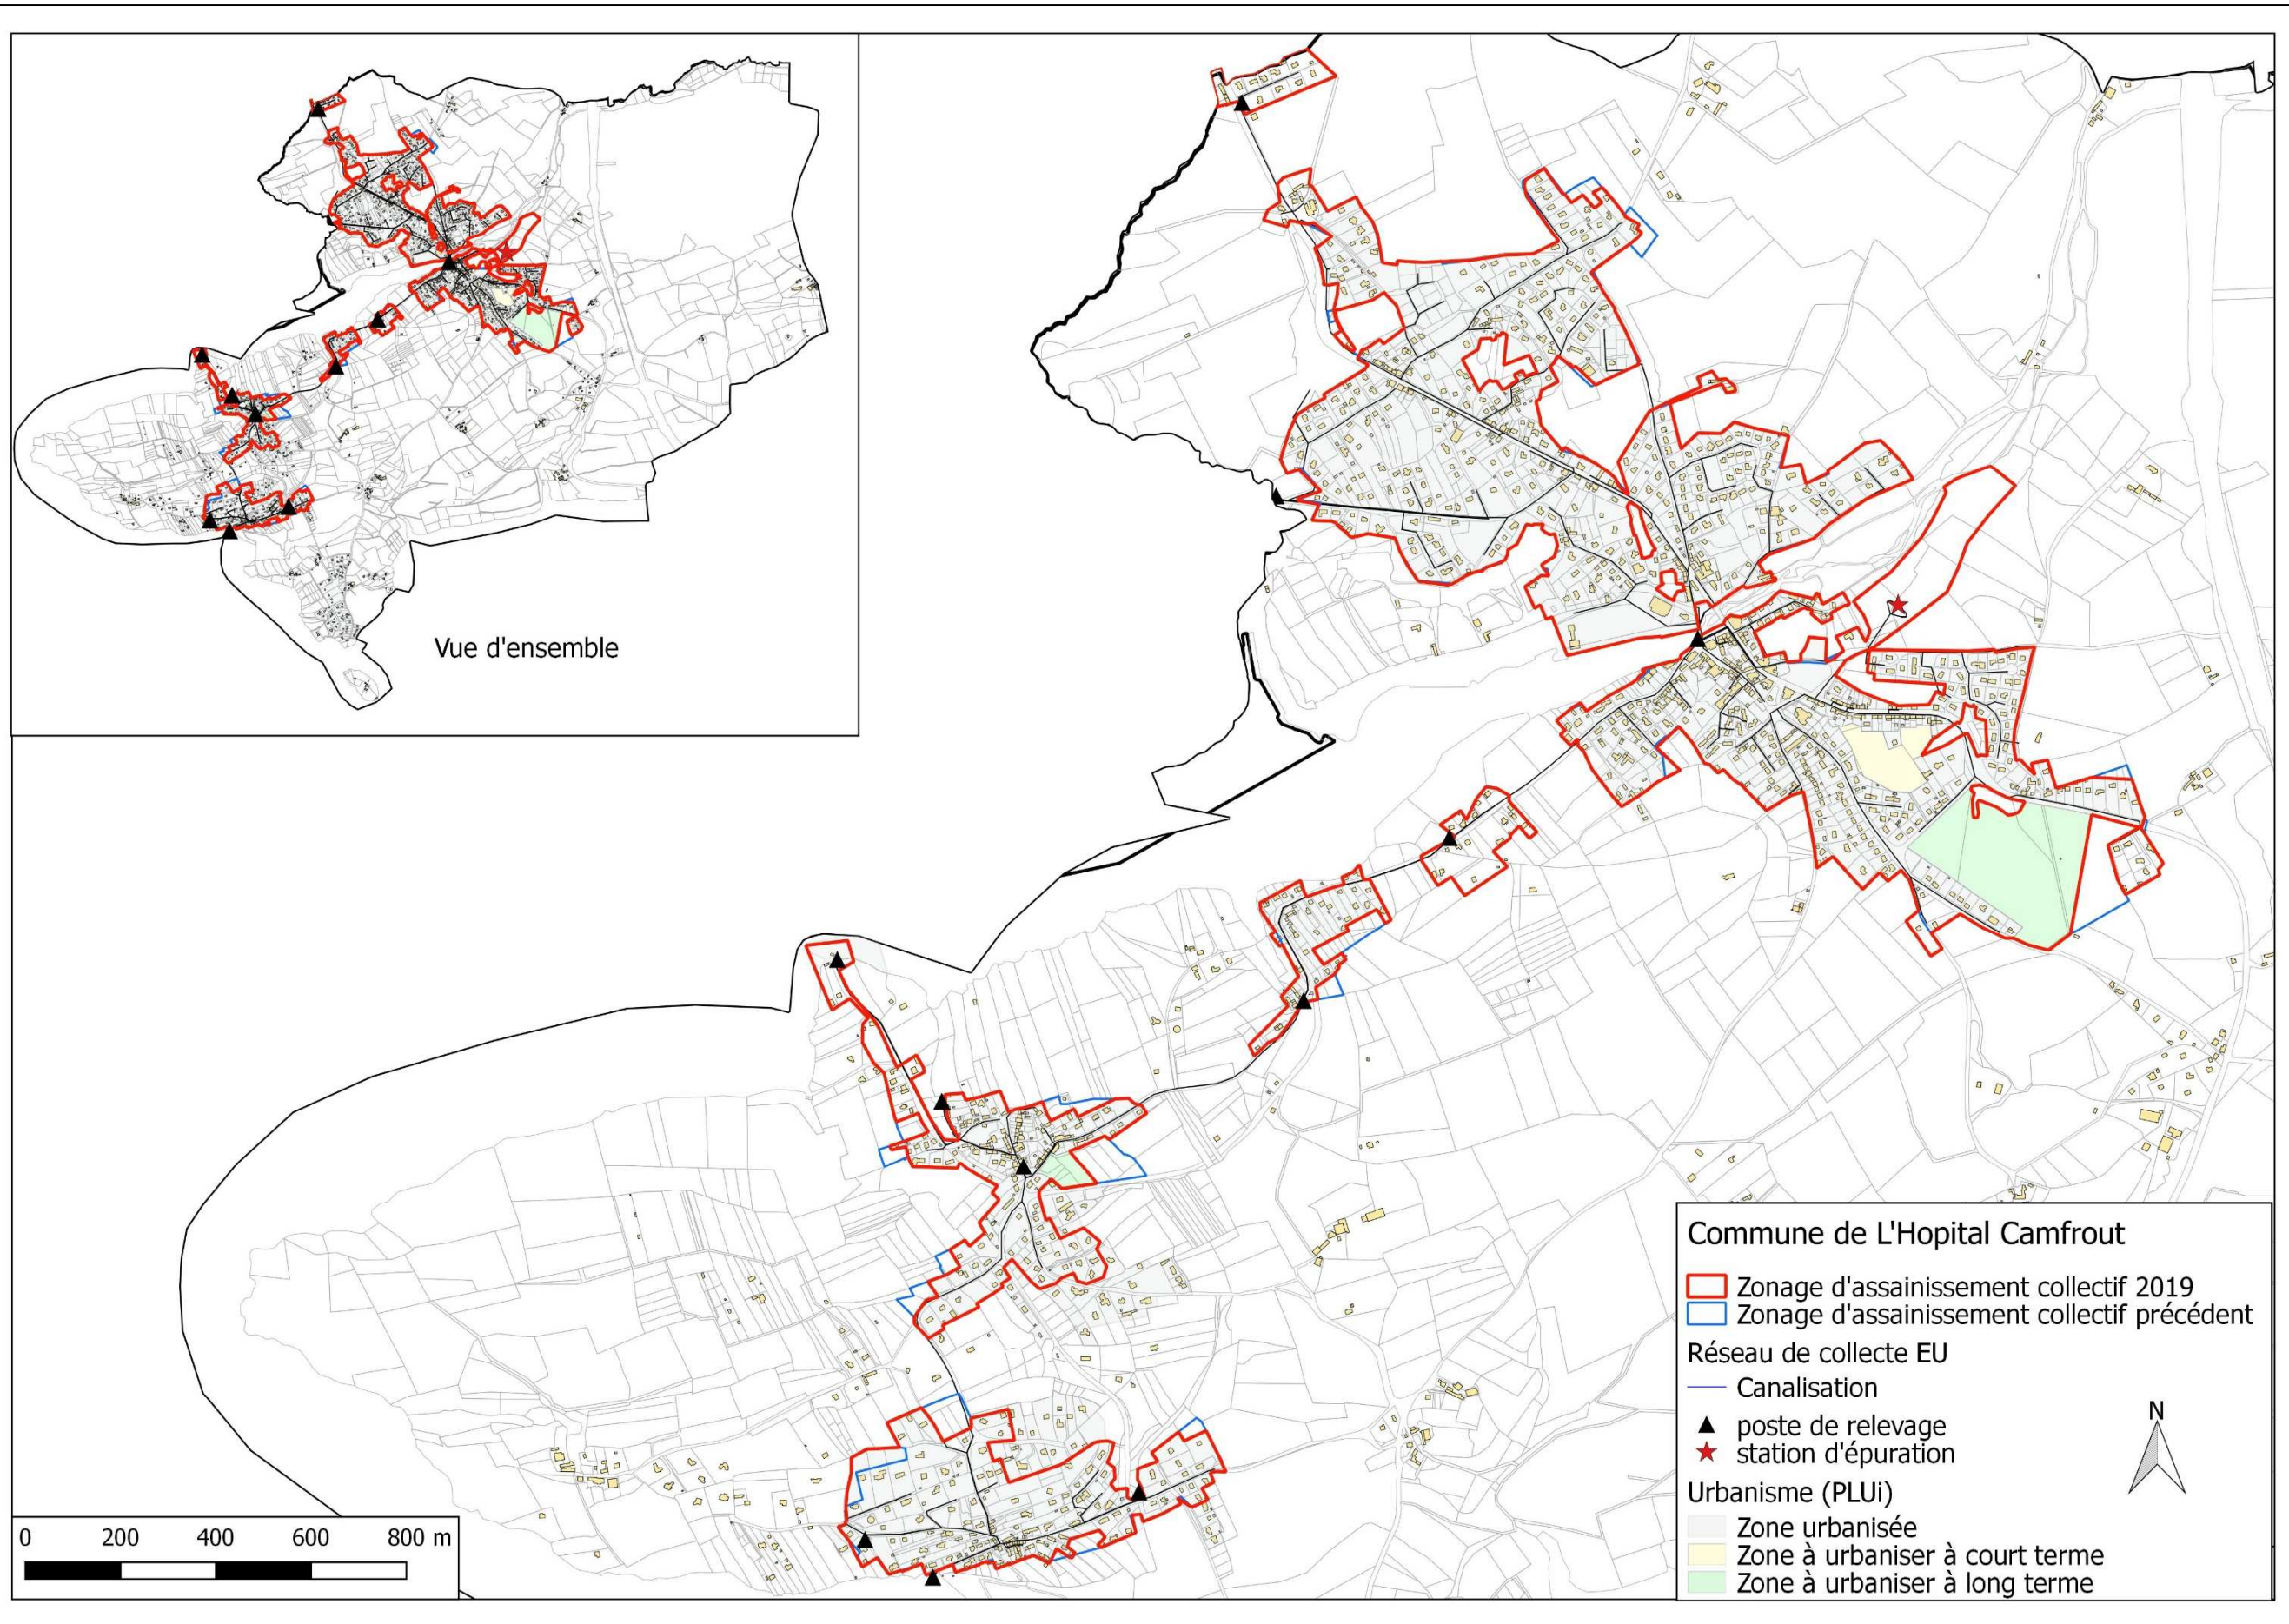 Vue d'ensemble
Commune de L'Hopital Camfrout
Zonage d'assainissement collectif 2019
Zonage d'assainissement collectif précédent
Réseau de collecte EU
Canalisation
poste de relevage
station d'épuration
Urbanisme (PLUi)
Zone urbanisée
Zone à urbaniser à court terme
Zone à urbaniser à long terme
N
0 200 400 600 800 m